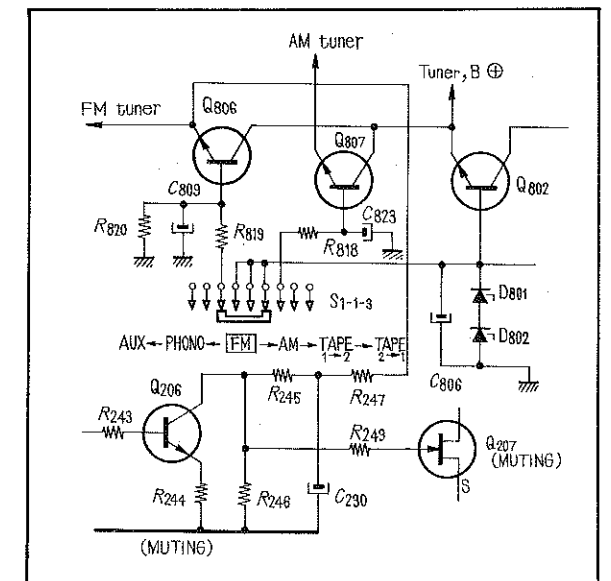 AM tuner
Tuner, B ⊕
FM tuner
Q806
Q807
Q802
C809
C823
R820
R819
R818
S1-1-3
D801
D802
AUX ← PHONO ← FM → AM → TAPE 1→2 → TAPE 2→1
C806
Q206
R245
R247
R243
R249
Q207
(MUTING)
R244
R246
C290
S
(MUTING)